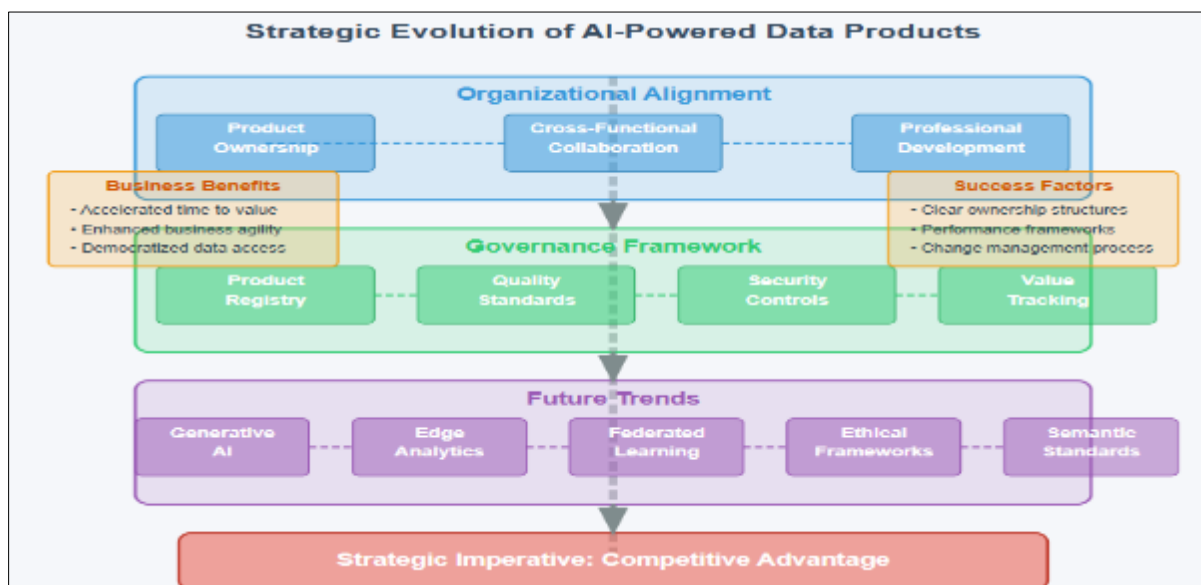 Strategic Evolution of AI-Powered Data Products
Organizational Alignment
Product
Ownership
Cross-Functional
Collaboration
Professional
Development
Business Benefits
- Accelerated time to value
- Enhanced business agility
- Democratized data access
Success Factors
- Clear ownership structures
- Performance frameworks
- Change management process
Governance Framework
Product
Registry
Quality
Standards
Security
Controls
Value
Tracking
Future Trends
Generative
AI
Edge
Analytics
Federated
Learning
Ethical
Frameworks
Semantic
Standards
Strategic Imperative: Competitive Advantage